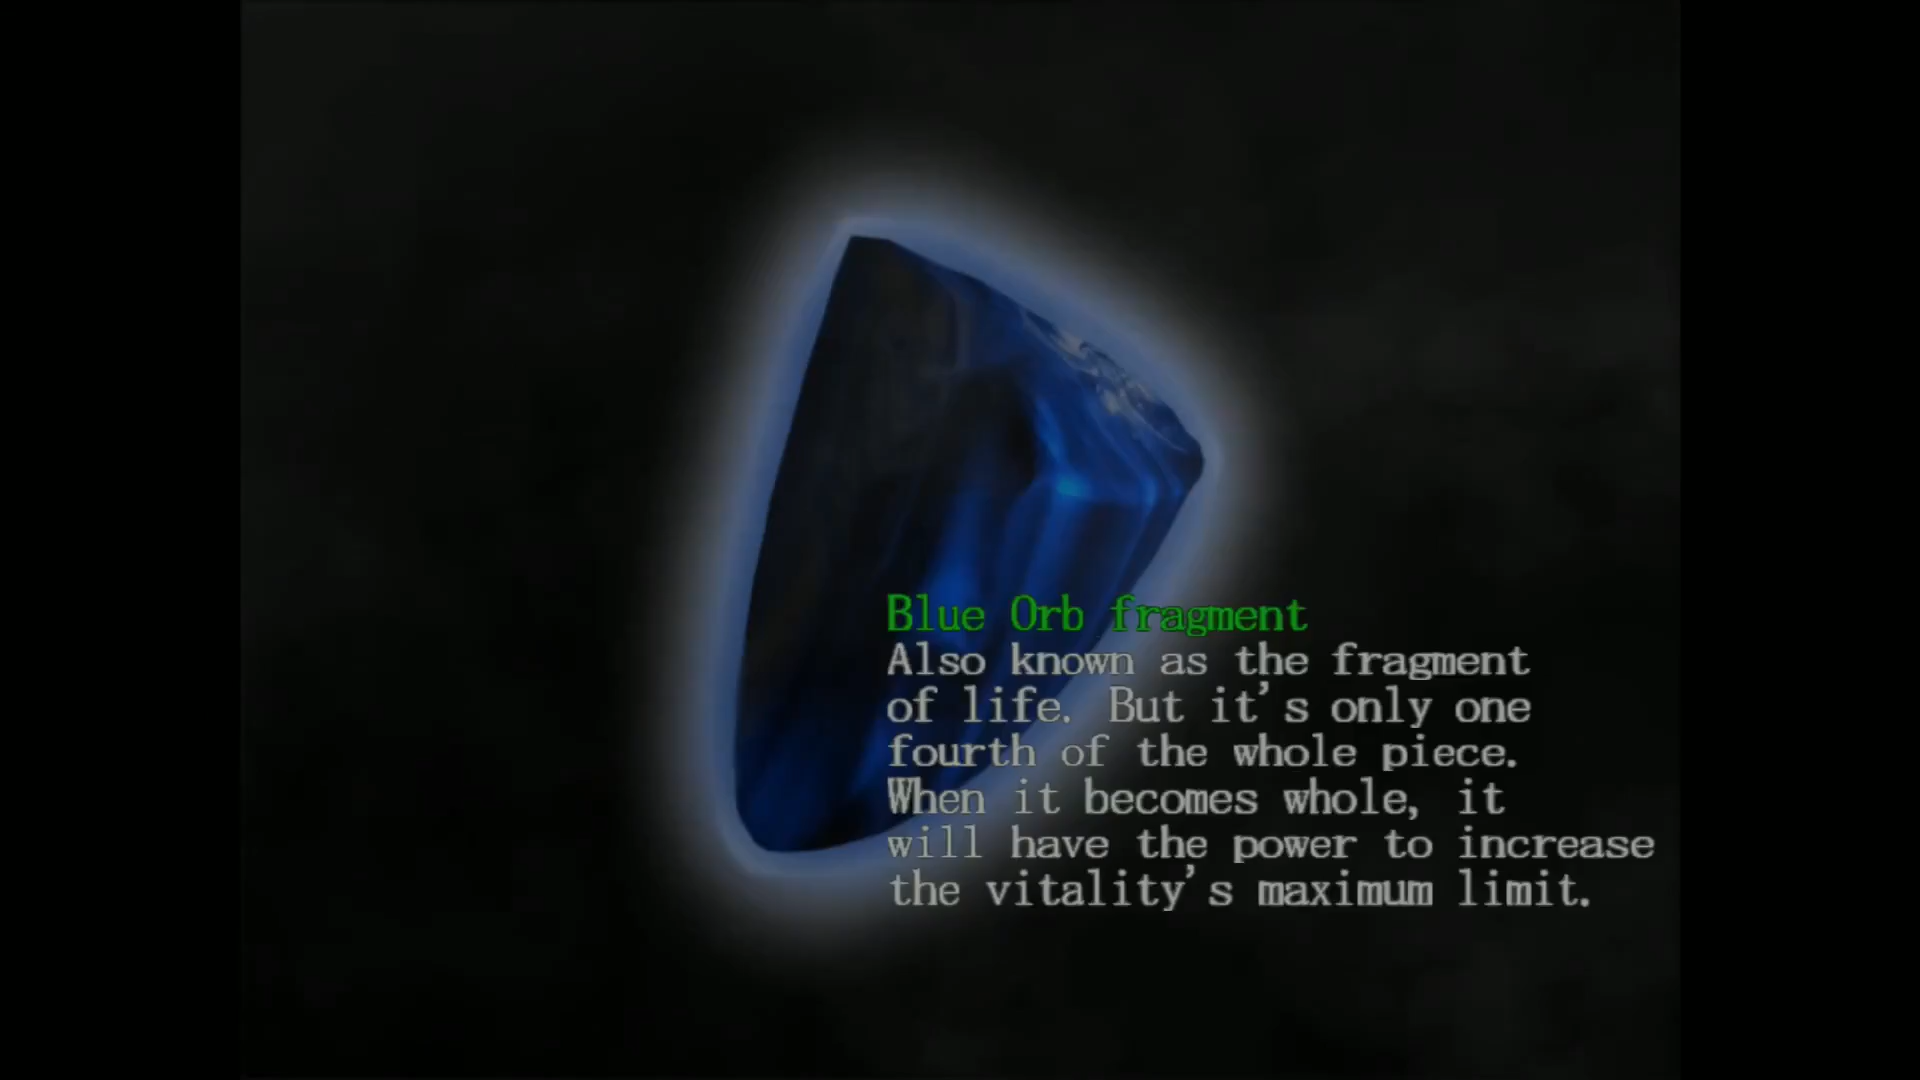 Blue Orb fragment
Also known as the fragment
of life. But it's only one
fourth of the whole piece.
When it becomes whole, it
will have the power to increase
the vitality's maximum limit.